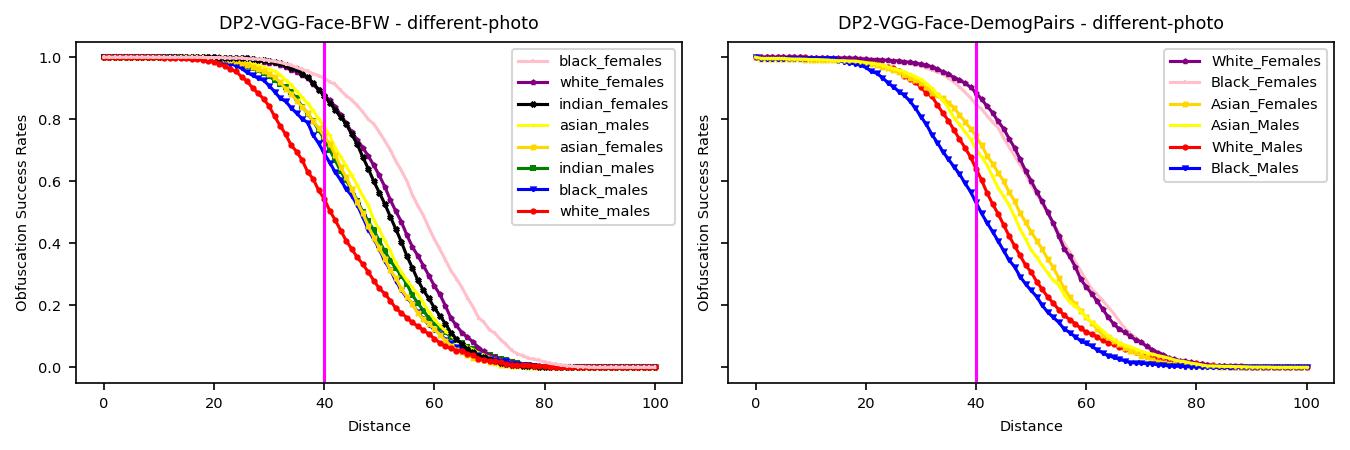 DP2-VGG-Face-BFW - different-photo
Obfuscation Success Rates
1.0
0.8
0.6
0.4
0.2
0.0
0 20 40 60 80 100
Distance
black_females
white_females
indian_females
asian_males
asian_females
indian_males
black_males
white_males
DP2-VGG-Face-DemogPairs - different-photo
Obfuscation Success Rates
0 20 40 60 80 100
Distance
White_Females
Black_Females
Asian_Females
Asian_Males
White_Males
Black_Males